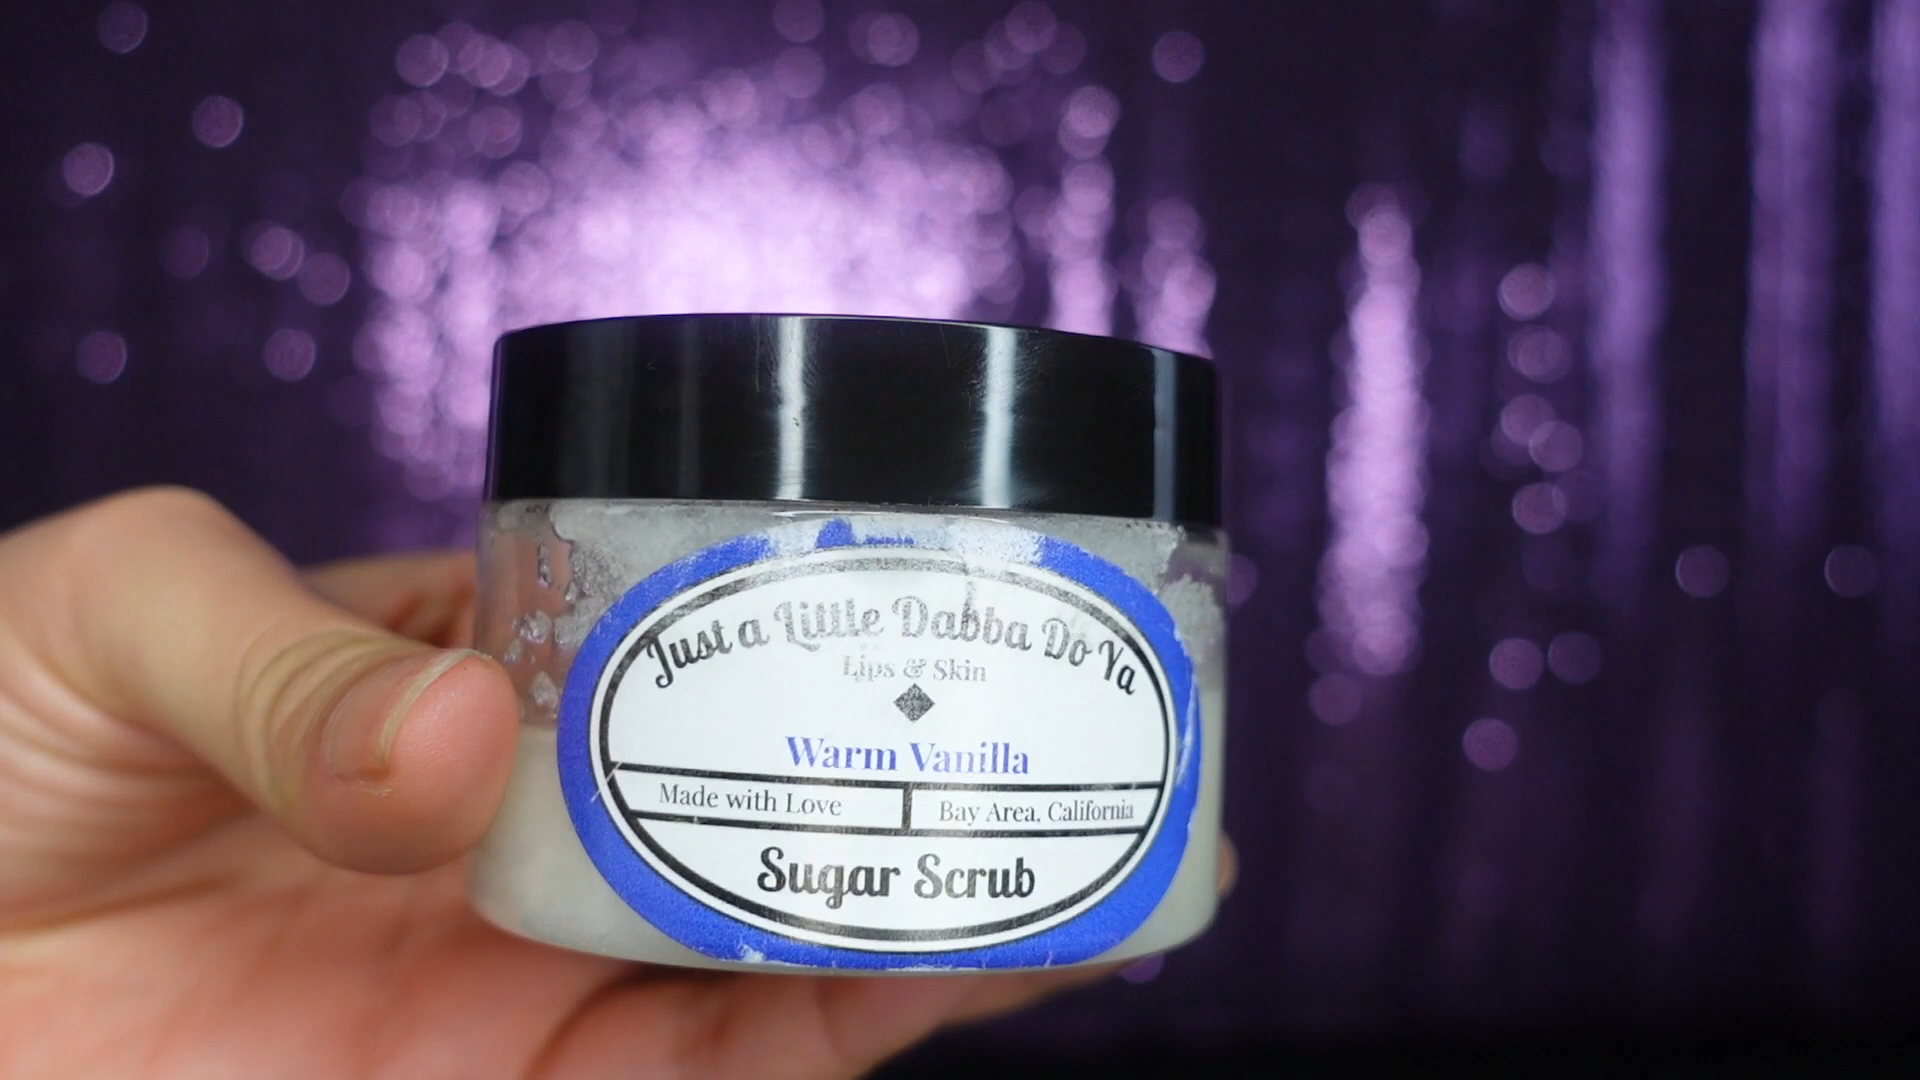 Just a Little Dabba Do Ya
Lips & Skin
Warm Vanilla
Made with Love
Bay Area, California
Sugar Scrub